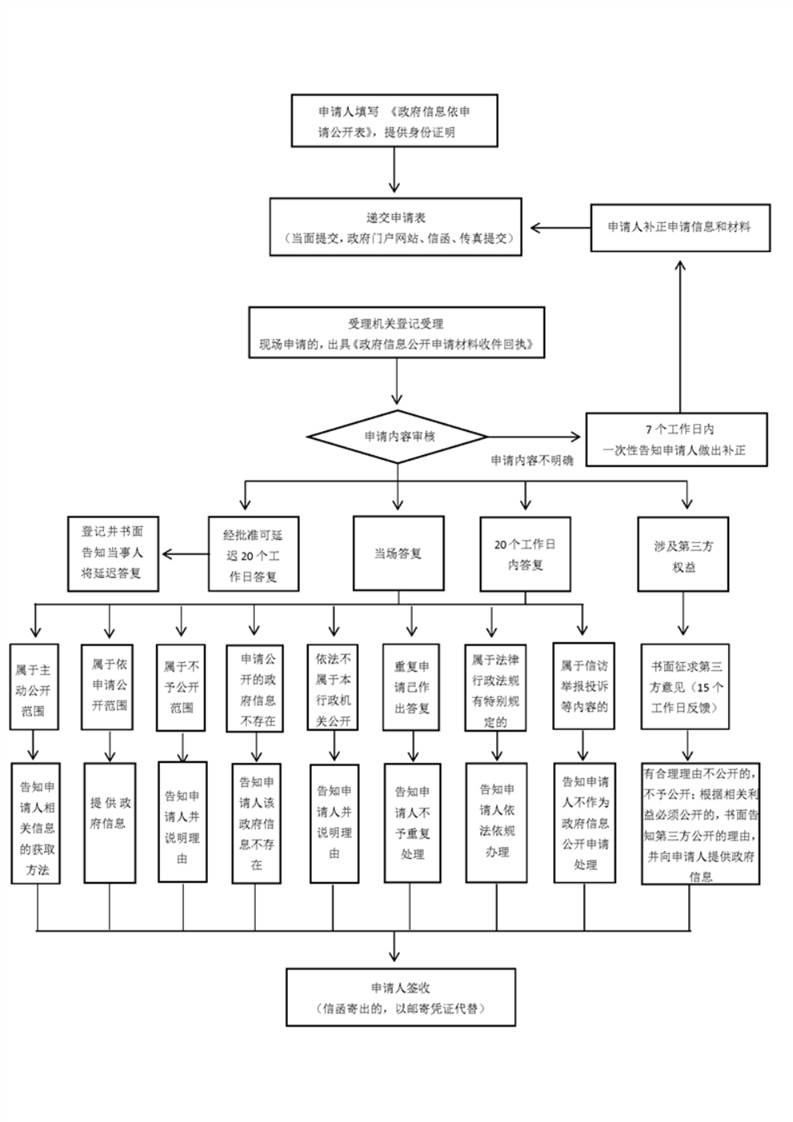 申请人填写 《政府信息依申
请公开表》，提供身份证明
递交申请表
（当面提交，政府门户网站、信函、传真提交）
申请人补正申请信息和材料
受理机关登记受理
现场申请的，出具《政府信息公开申请材料收件回执》
申请内容审核
申请内容不明确
7 个工作日内
一次性告知申请人做出补正
登记并书面
告知当事人
将延迟答复
经批准可延
迟 20 个工
作日答复
当场答复
20 个工作日
内答复
涉及第三方
权益
属于主
动公开
范围
属于依
申请公
开范围
属于不
予公开
范围
申请公
开的政
府信息
不存在
依法不
属于本
行政机
关公开
重复申
请已作
出答复
属于法律
行政法规
有特别规
定的
属于信访
举报投诉
等内容的
书面征求第三
方意见（15 个
工作日反馈）
告知申
请人相
关信息
的获取
方法
提供政
府信息
告知申
请人并
说明理
由
告知申
请人该
政府信
息不存
在
告知申
请人并
说明理
由
告知申
请人不
予重复
处理
告知申
请人依
法依规
办理
告知申请
人不作为
政府信息
公开申请
处理
有合理理由不公开的，
不予公开；根据相关利
益必须公开的，书面告
知第三方公开的理由，
并向申请人提供政府
信息
申请人签收
（信函寄出的，以邮寄凭证代替）